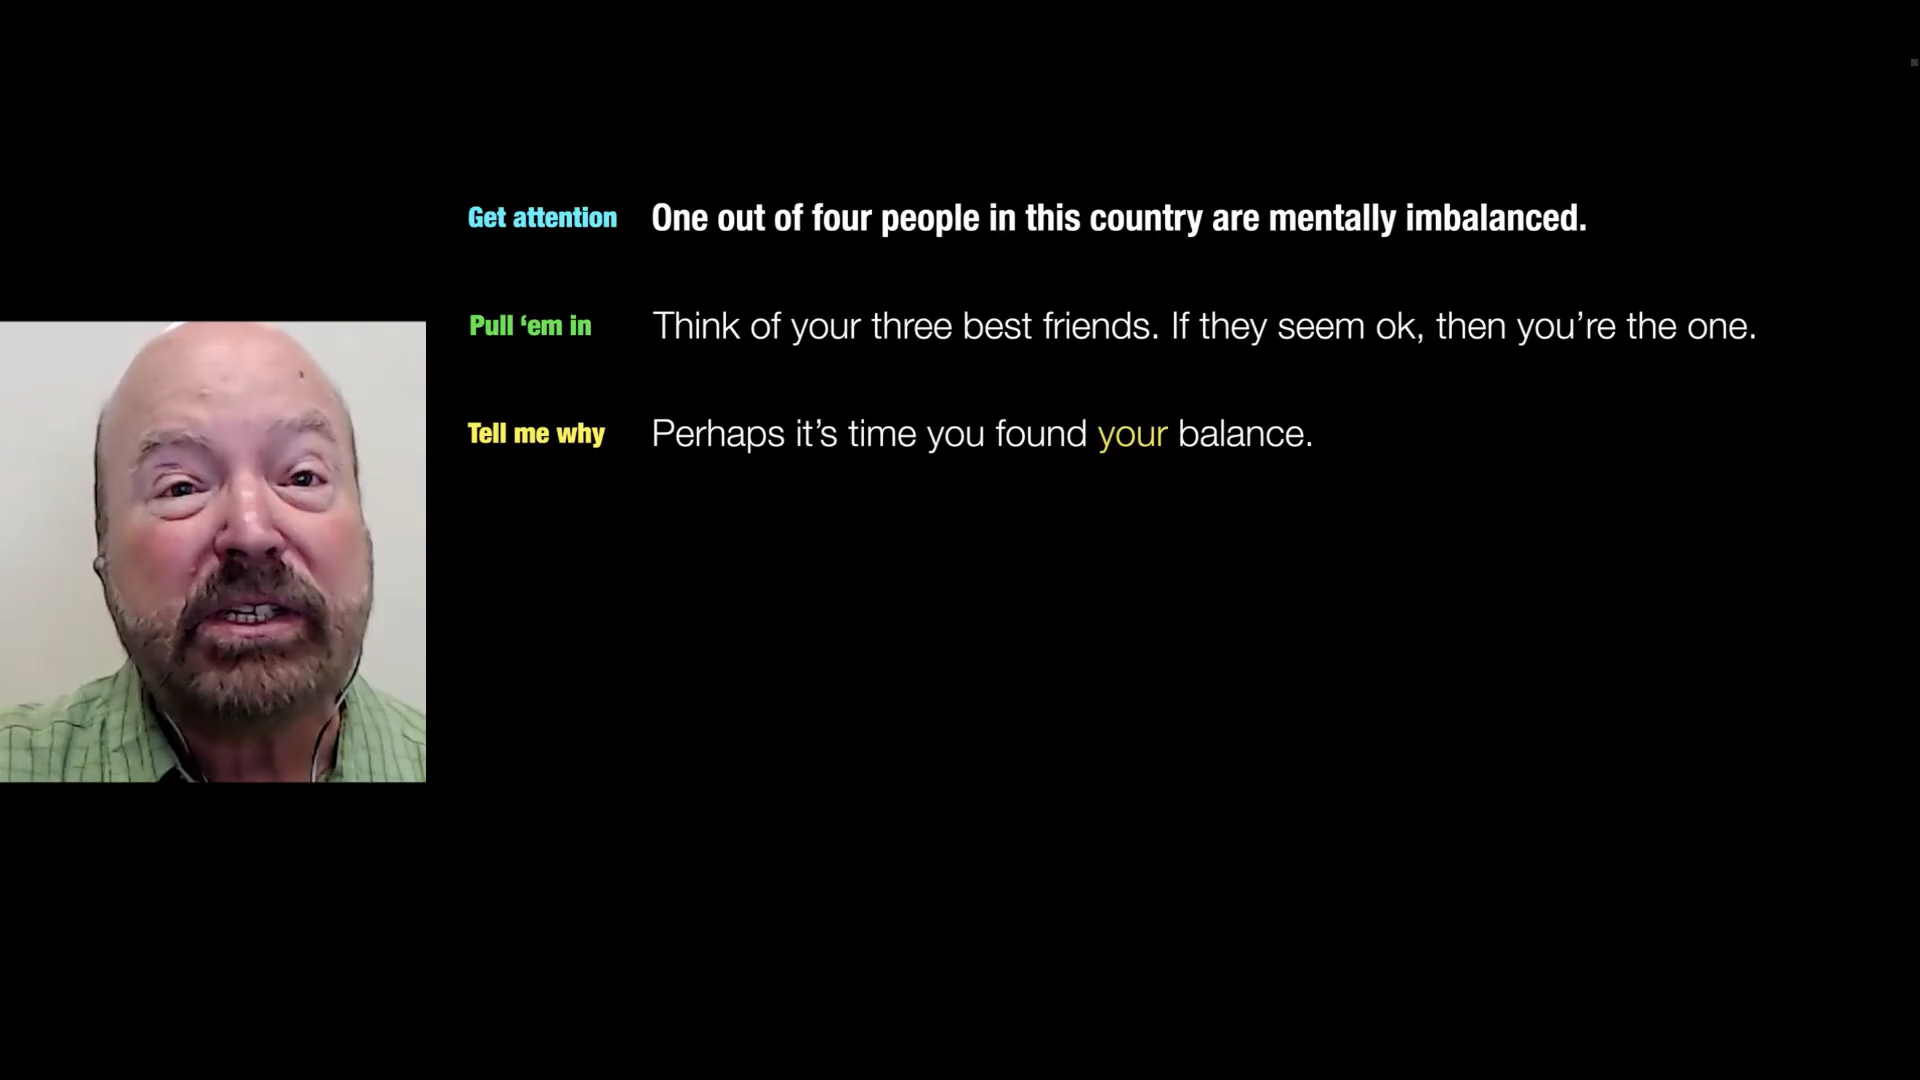 Get attention One out of four people in this country are mentally imbalanced.
Pull ‘em in Think of your three best friends. If they seem ok, then you’re the one.
Tell me why Perhaps it’s time you found your balance.